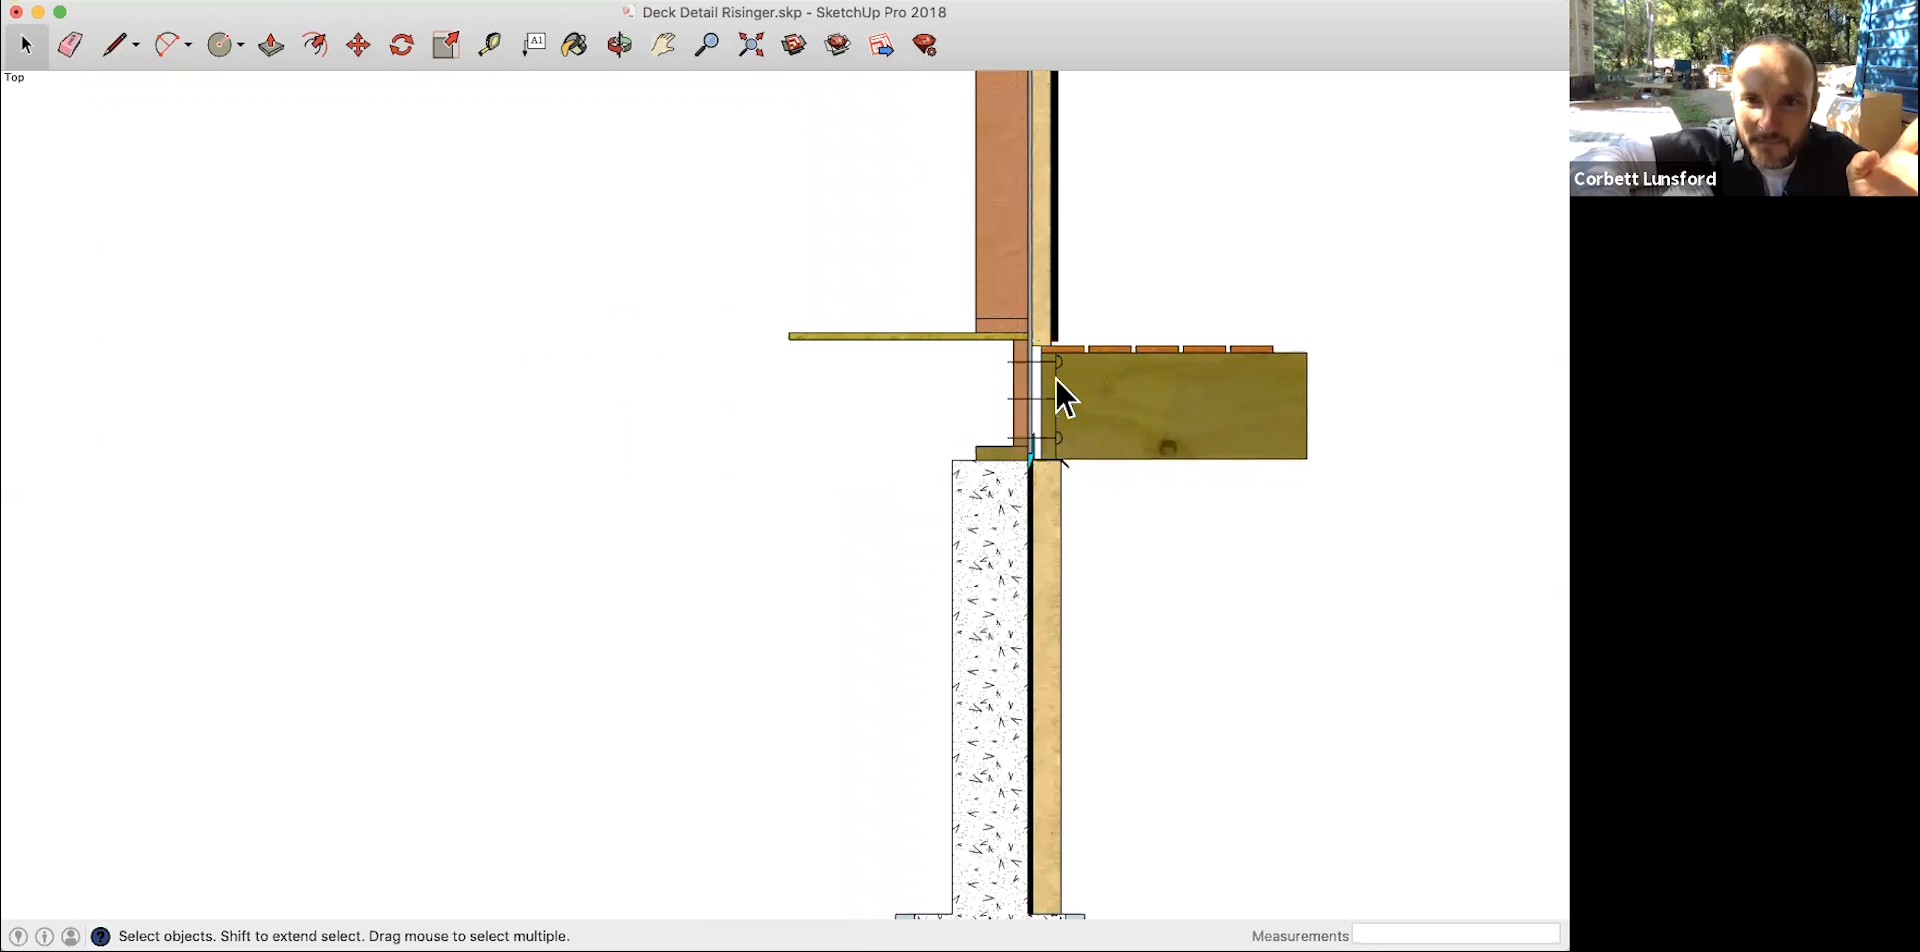 Deck Detail Risinger.skp - SketchUp Pro 2018
A1
Top
Corbett Lunsford
Select objects. Shift to extend select. Drag mouse to select multiple.
Measurements